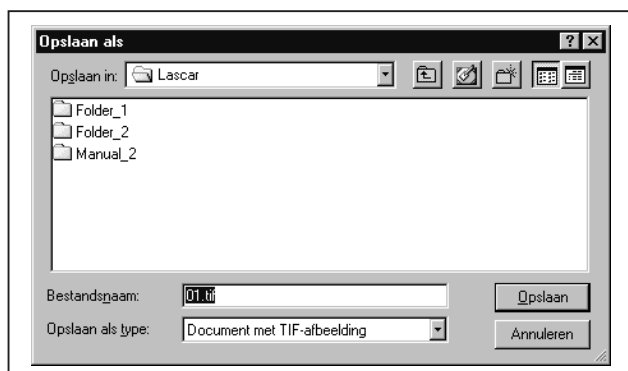 Opslaan als
Opslaan in: Lascar
Folder_1
Folder_2
Manual_2
Bestandsnaam: 01.tif Opslaan
Opslaan als type: Document met TIF-afbeelding Annuleren